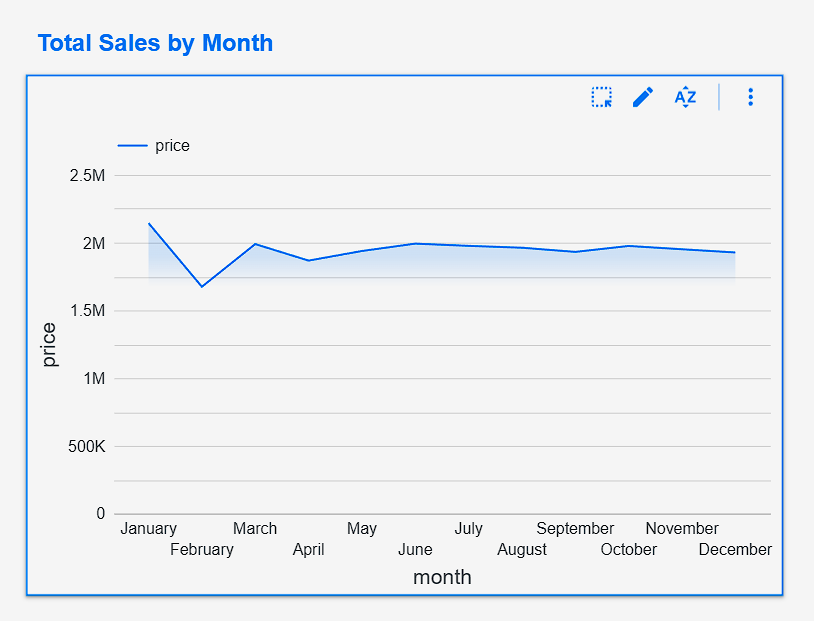 Total Sales by Month
AZ
price
2.5M
2M
1.5M
1M
500K
0
price
January
February
March
April
May
June
July
August
September
October
November
December
month